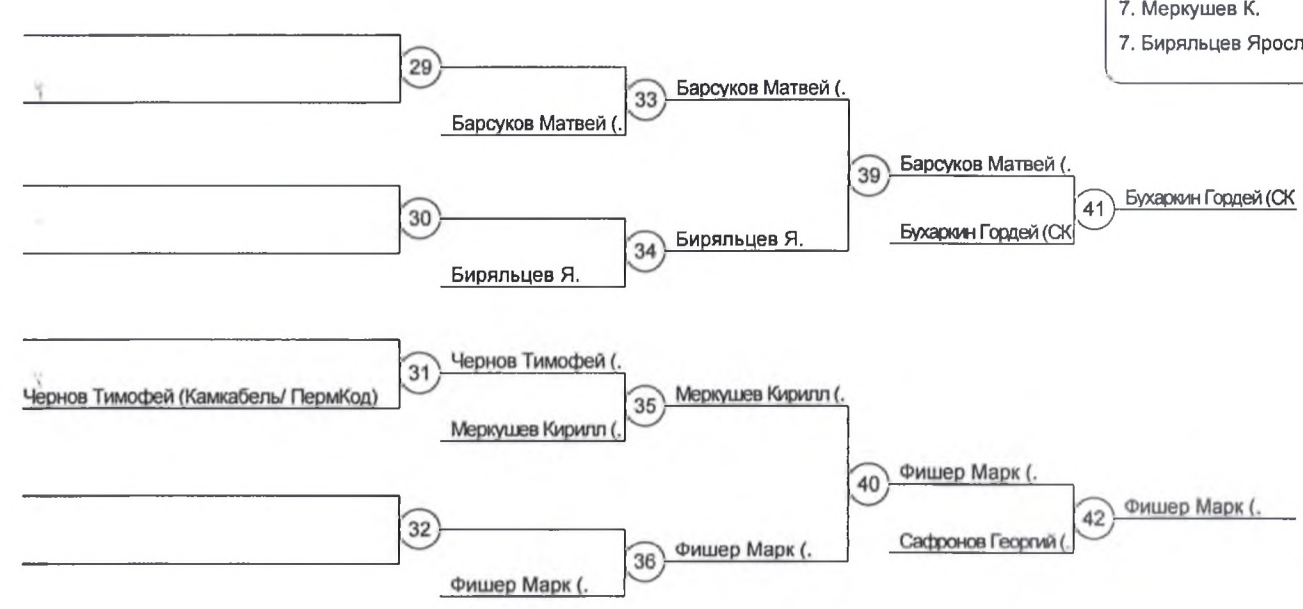 7. Меркушев К.
7. Биряльцев Яросл
29
33
Барсуков Матвей (.
Барсуков Матвей (.
39
Барсуков Матвей (.
30
41
Бухаркин Гордей (СК
Бухаркин Гордей (СК
34
Биряльцев Я.
Биряльцев Я.
31
Чернов Тимофей (.
Чернов Тимофей (Камкабель/ ПермКод)
35
Меркушев Кирилл (.
Меркушев Кирилл (.
40
Фишер Марк (.
32
42
Фишер Марк (.
Сафронов Георгий (.
36
Фишер Марк (.
Фишер Марк (.